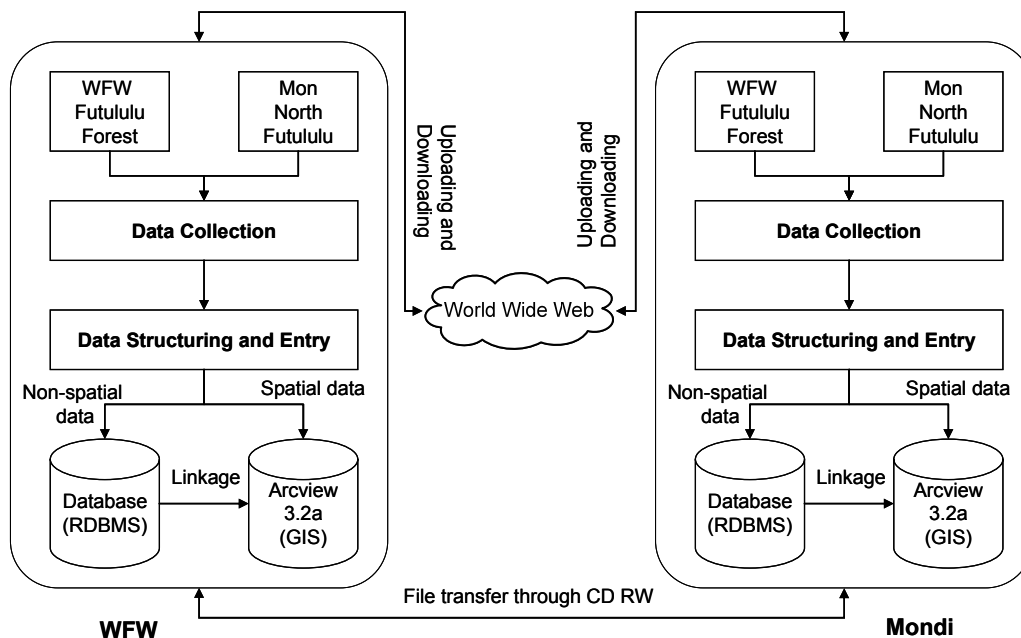 WFW
Futululu
Forest
Mon
North
Futululu
Data Collection
Data Structuring and Entry
Non-spatial
data
Spatial data
Database
(RDBMS)
Linkage
Arcview
3.2a
(GIS)
WFW
Uploading and
Downloading
World Wide Web
Uploading and
Downloading
File transfer through CD RW
WFW
Futululu
Forest
Mon
North
Futululu
Data Collection
Data Structuring and Entry
Non-spatial
data
Spatial data
Database
(RDBMS)
Linkage
Arcview
3.2a
(GIS)
Mondi